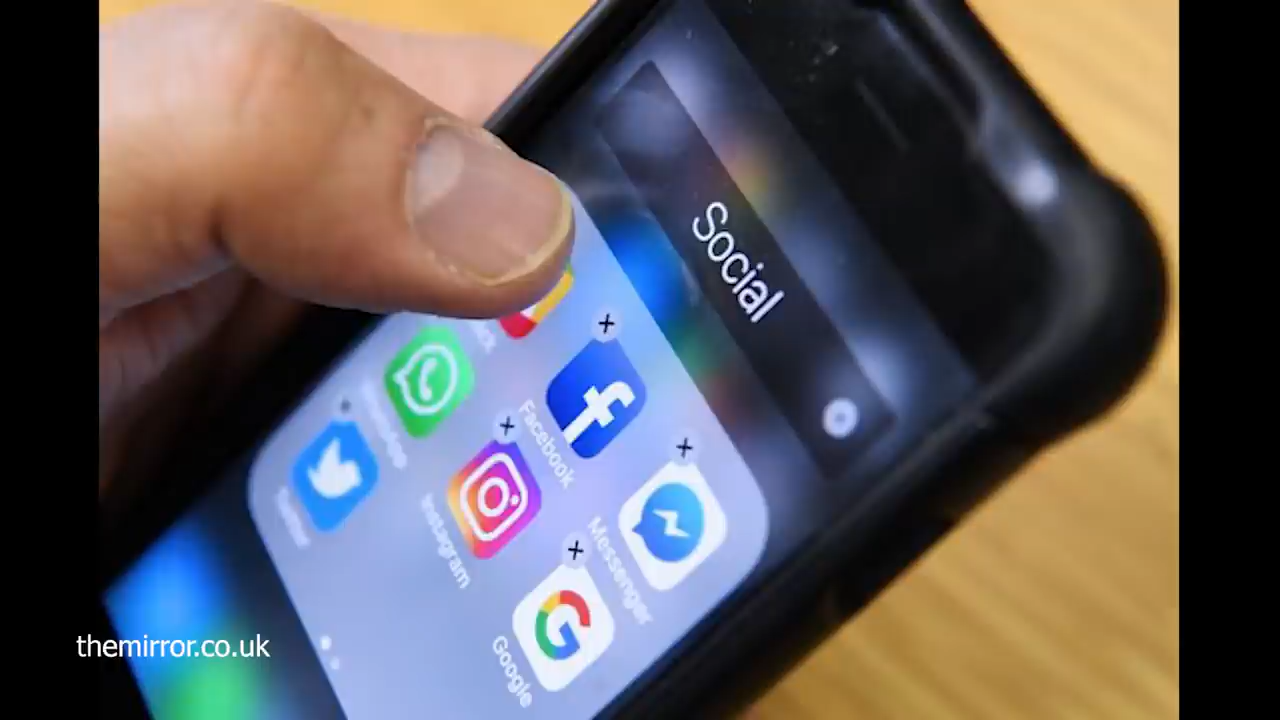 Social
Facebook
Messenger
Instagram
Google
themirror.co.uk